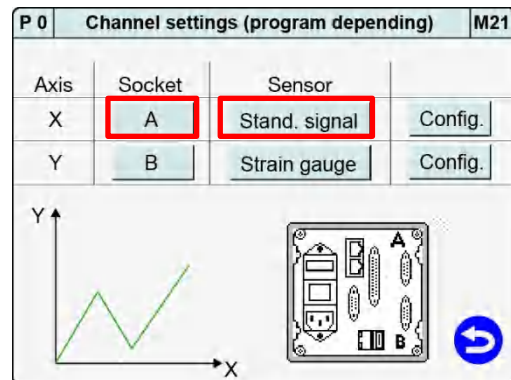 P 0 Channel settings (program depending) M21
Axis Socket Sensor
X A Stand. signal Config.
Y B Strain gauge Config.
Y
A
B
X